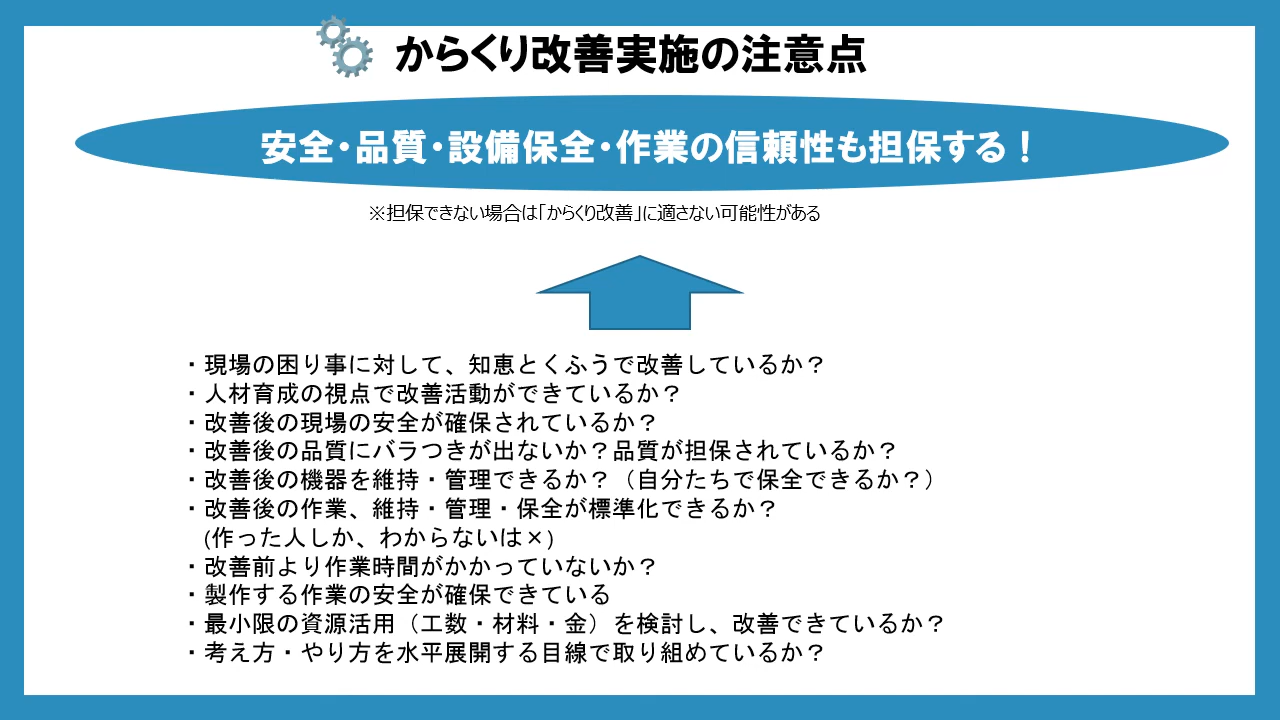 からくり改善実施の注意点
安全・品質・設備保全・作業の信頼性も担保する！
※担保できない場合は「からくり改善」に適さない可能性がある
・現場の困り事に対して、知恵とくふうで改善しているか？
・人材育成の視点で改善活動ができているか？
・改善後の現場の安全が確保されているか？
・改善後の品質にバラつきが出ないか？品質が担保されているか？
・改善後の機器を維持・管理できるか？（自分たちで保全できるか？）
・改善後の作業、維持・管理・保全が標準化できるか？
(作った人しか、わからないは×)
・改善前より作業時間がかかっていないか？
・製作する作業の安全が確保できている
・最小限の資源活用（工数・材料・金）を検討し、改善できているか？
・考え方・やり方を水平展開する目線で取り組めているか？